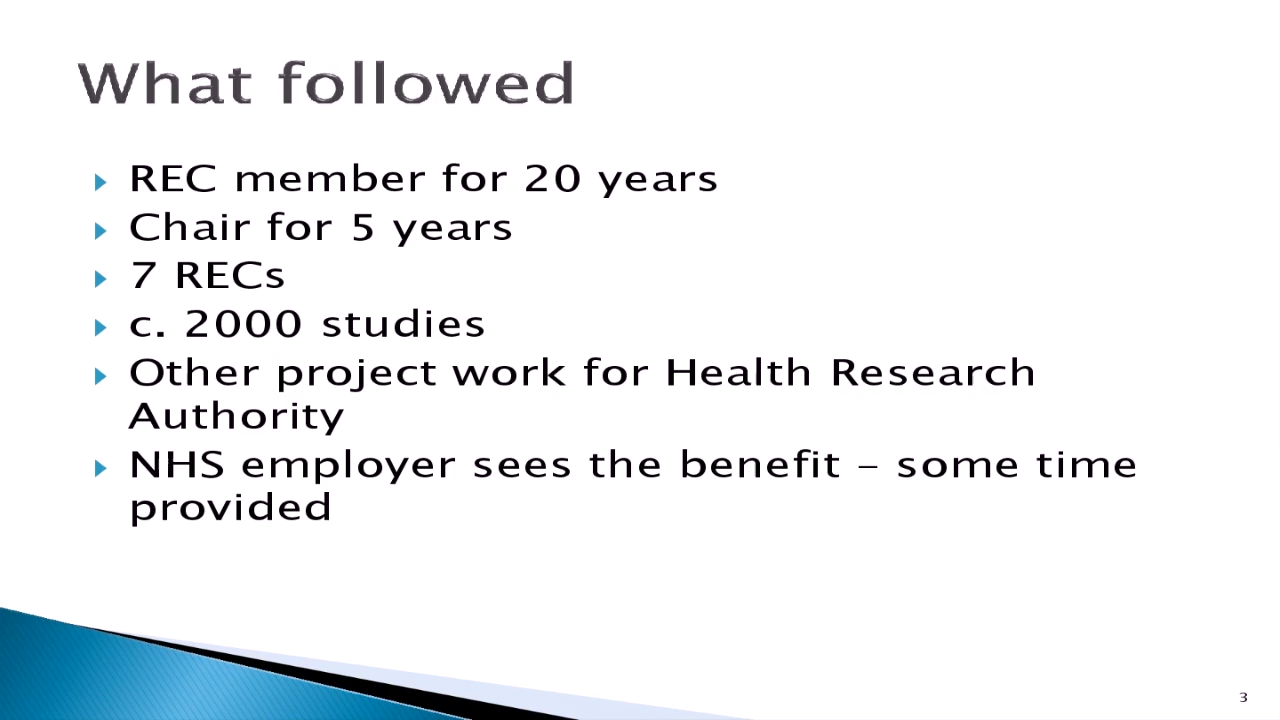 What followed
REC member for 20 years
Chair for 5 years
7 RECs
c. 2000 studies
Other project work for Health Research
Authority
NHS employer sees the benefit – some time
provided
3